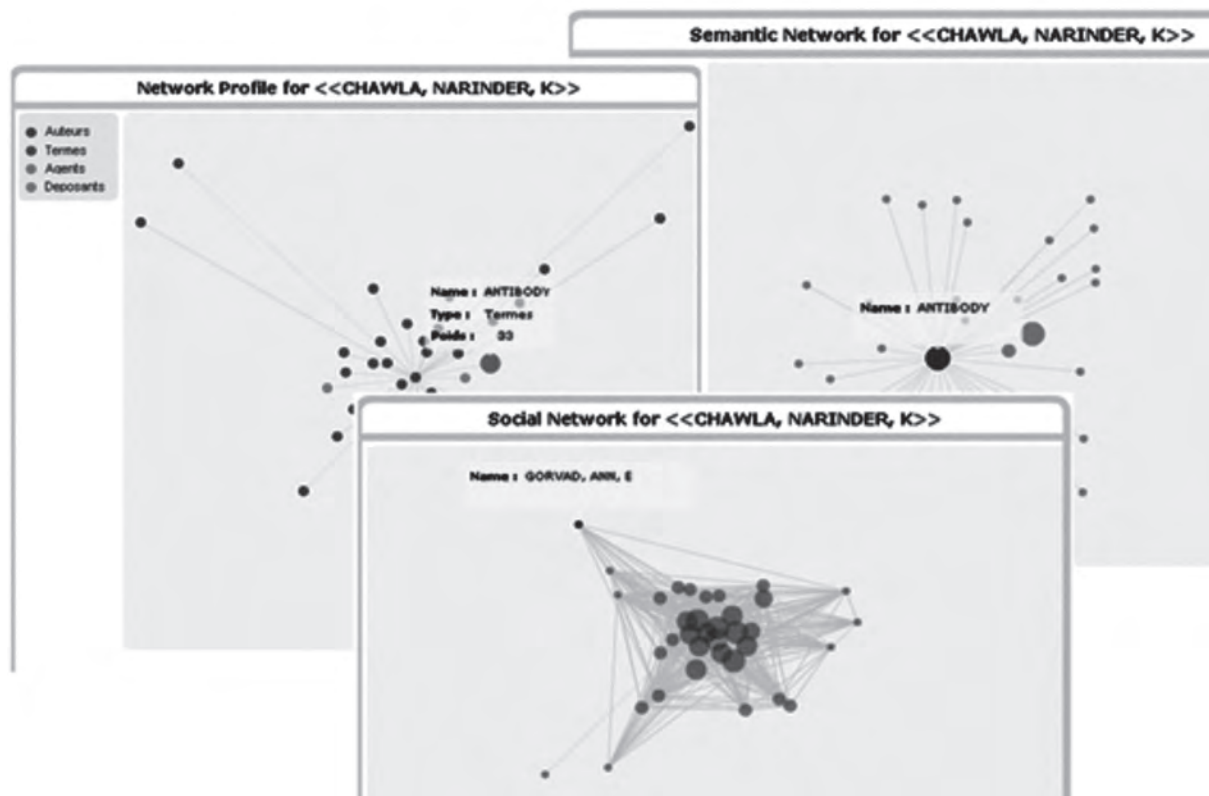 Semantic Network for <<CHAWLA, NARINDER, K>>
Network Profile for <<CHAWLA, NARINDER, K>>
Auteurs
Termes
Agents
Deposants
Name : ANTIBODY
Type : Termes
Poids : 33
Name : ANTIBODY
Social Network for <<CHAWLA, NARINDER, K>>
Name : GORVAD, ANN, E